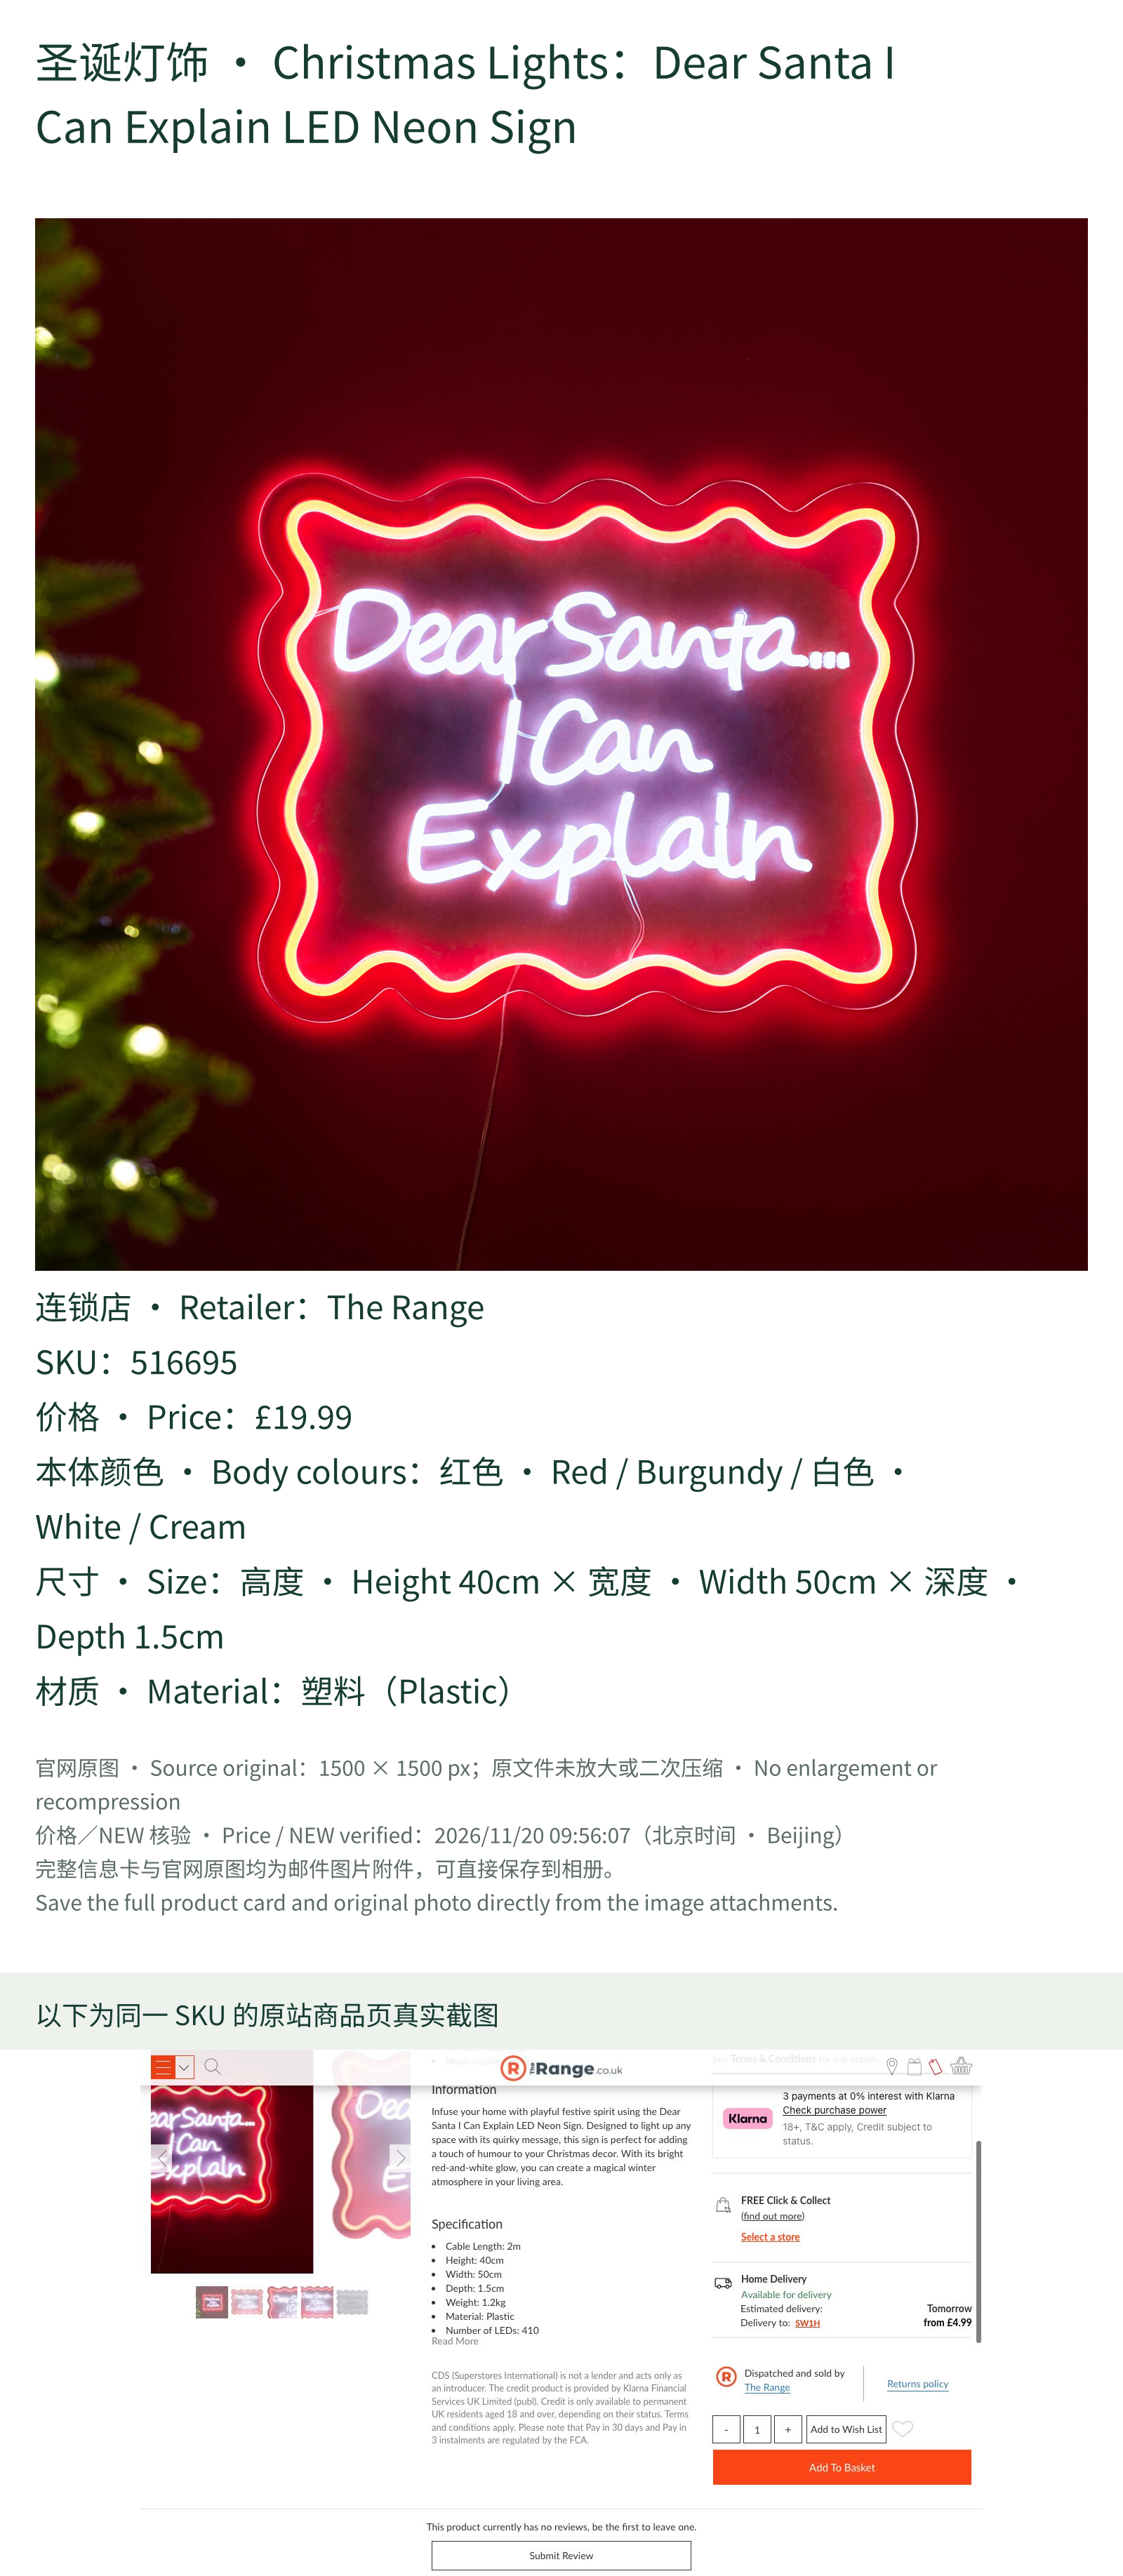 圣诞灯饰 · Christmas Lights：Dear Santa I
Can Explain LED Neon Sign
Dear Santa...
I Can
Explain
连锁店 · Retailer：The Range
SKU：516695
价格 · Price：£19.99
本体颜色 · Body colours：红色 · Red / Burgundy / 白色 ·
White / Cream
尺寸 · Size：高度 · Height 40cm × 宽度 · Width 50cm × 深度 ·
Depth 1.5cm
材质 · Material：塑料（Plastic）
官网原图 · Source original：1500 × 1500 px；原文件未放大或二次压缩 · No enlargement or
recompression
价格／NEW 核验 · Price / NEW verified：2026/11/20 09:56:07（北京时间 · Beijing）
完整信息卡与官网原图均为邮件图片附件，可直接保存到相册。
Save the full product card and original photo directly from the image attachments.
以下为同一 SKU 的原站商品页真实截图
R THE Range.co.uk
See Terms & Conditions for full details.
Information
Infuse your home with playful festive spirit using the Dear
Santa I Can Explain LED Neon Sign. Designed to light up any
space with its quirky message, this sign is perfect for adding
a touch of humour to your Christmas decor. With its bright
red-and-white glow, you can create a magical winter
atmosphere in your living area.
Specification
Cable Length: 2m
Height: 40cm
Width: 50cm
Depth: 1.5cm
Weight: 1.2kg
Material: Plastic
Number of LEDs: 410
Read More
CDS (Superstores International) is not a lender and acts only as
an introducer. The credit product is provided by Klarna Financial
Services UK Limited (publ). Credit is only available to permanent
UK residents aged 18 and over, depending on their status. Terms
and conditions apply. Please note that Pay in 30 days and Pay in
3 instalments are regulated by the FCA.
Klarna
3 payments at 0% interest with Klarna
Check purchase power
18+, T&C apply, Credit subject to
status.
FREE Click & Collect
(find out more)
Select a store
Home Delivery
Available for delivery
Estimated delivery: Tomorrow
Delivery to: SW1H from £4.99
R
Dispatched and sold by
The Range
Returns policy
- 1 + Add to Wish List
Add To Basket
This product currently has no reviews, be the first to leave one.
Submit Review